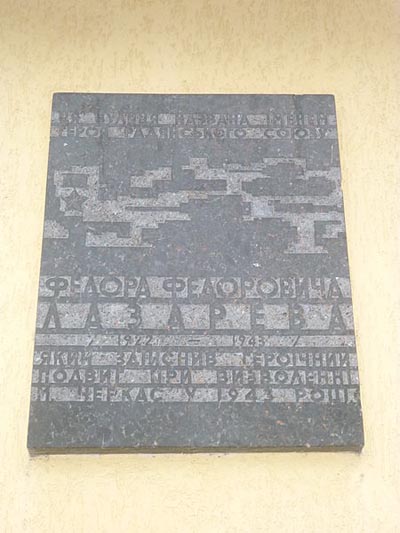 ЦЯ ВУЛИЦЯ НАЗВАНА ІМЕНЕМ
ГЕРОЯ РАДЯНСЬКОГО СОЮЗУ
ФЕДОРА ФЕДОРОВИЧА
ЛАЗАРЕВА
/ 1922 – 1943 /
ЯКИЙ ЗДІЙСНИВ ГЕРОЇЧНИЙ
ПОДВИГ ПРИ ВИЗВОЛЕННІ
М ЧЕРКАС У 1943 РОЦІ